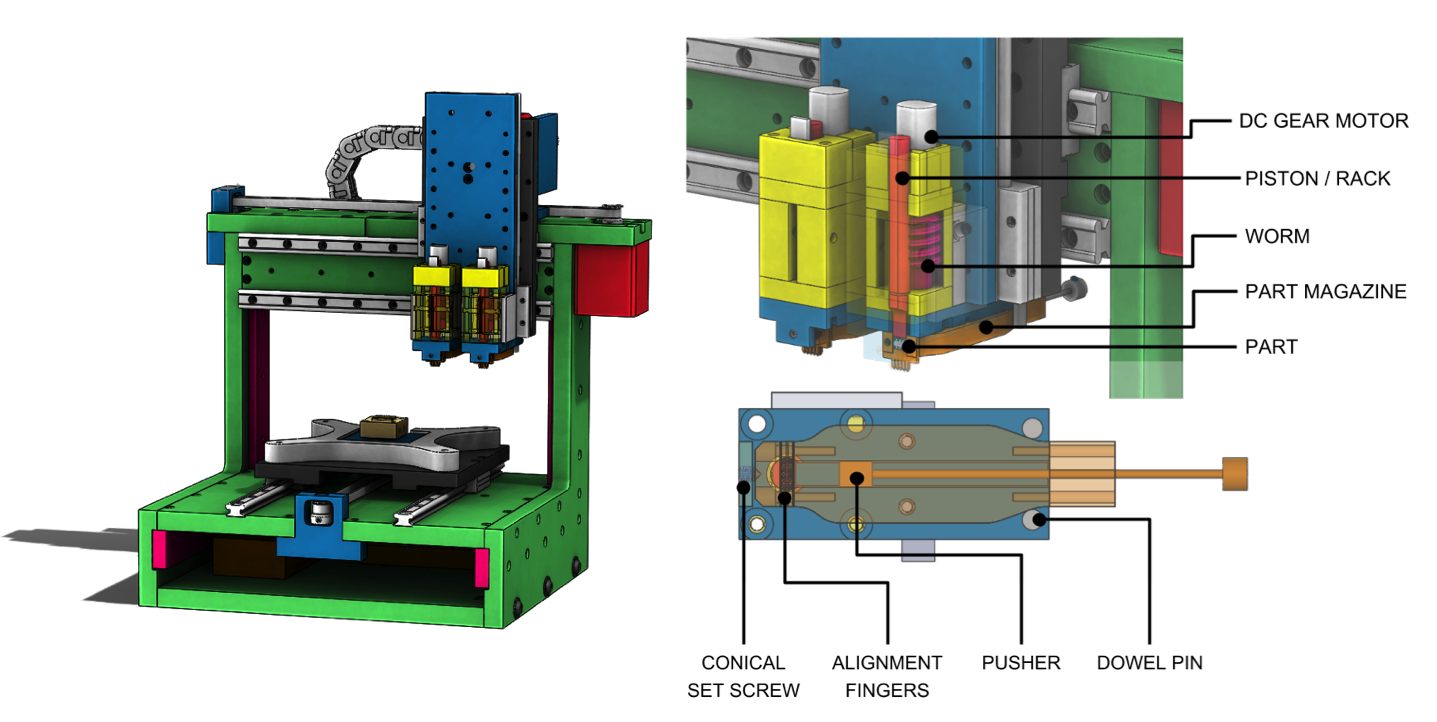 DC GEAR MOTOR
PISTON / RACK
WORM
PART MAGAZINE
PART
CONICAL
SET SCREW
ALIGNMENT
FINGERS
PUSHER
DOWEL PIN